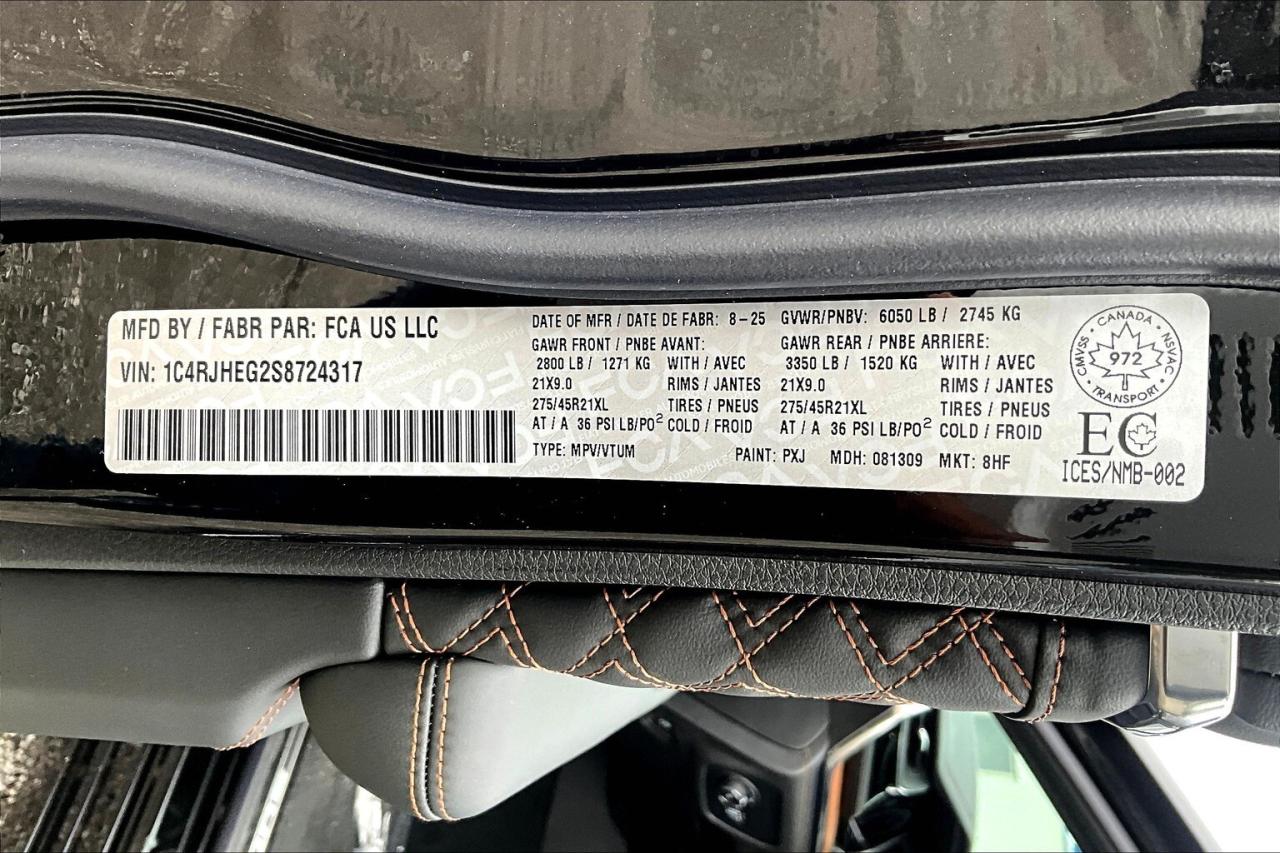 MFD BY / FABR PAR: FCA US LLC
VIN: 1C4RJHEG2S8724317
DATE OF MFR / DATE DE FABR: 8-25 GVWR/PNBV: 6050 LB / 2745 KG
GAWR FRONT / PNBE AVANT: GAWR REAR / PNBE ARRIERE:
2800 LB / 1271 KG WITH / AVEC 3350 LB / 1520 KG WITH / AVEC
21X9.0 RIMS / JANTES 21X9.0 RIMS / JANTES
275/45R21XL TIRES / PNEUS 275/45R21XL TIRES / PNEUS
AT / A 36 PSI LB/PO² COLD / FROID AT / A 36 PSI LB/PO² COLD / FROID
TYPE: MPV/VTUM PAINT: PXJ MDH: 081309 MKT: 8HF
CANADA
CMVSS 972 NSVAC
TRANSPORT
EC
ICES/NMB-002